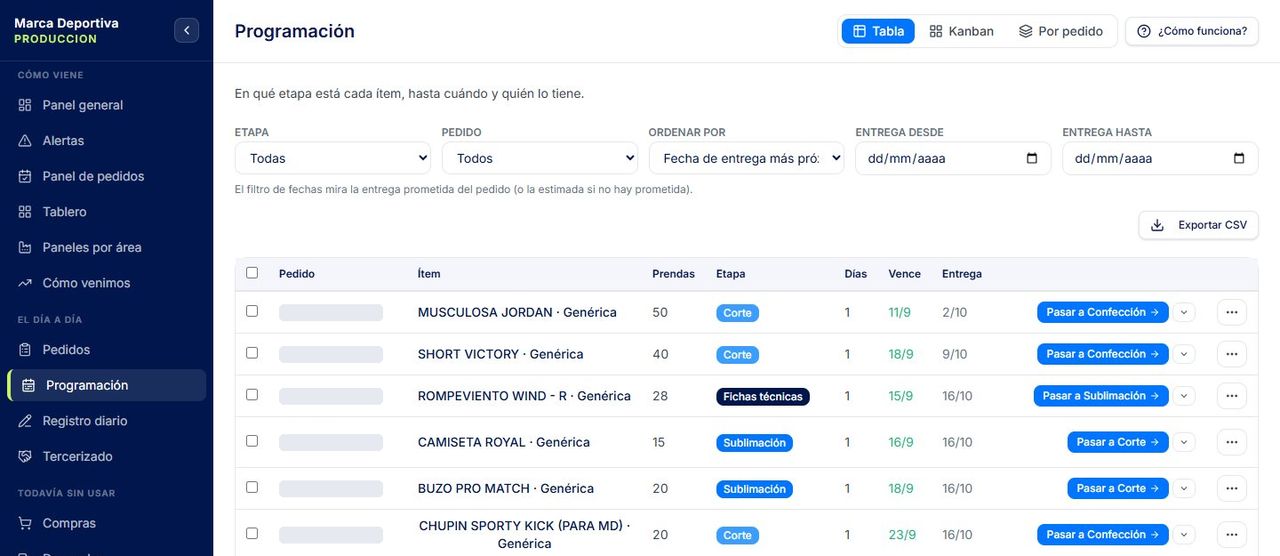 Marca Deportiva
PRODUCCION
CÓMO VIENE
Panel general
Alertas
Panel de pedidos
Tablero
Paneles por área
Cómo venimos
EL DÍA A DÍA
Pedidos
Programación
Registro diario
Tercerizado
TODAVÍA SIN USAR
Compras
Programación
Tabla
Kanban
Por pedido
¿Cómo funciona?
En qué etapa está cada ítem, hasta cuándo y quién lo tiene.
ETAPA PEDIDO ORDENAR POR ENTREGA DESDE ENTREGA HASTA
Todas Todos Fecha de entrega más pró: dd/mm/aaaa dd/mm/aaaa
El filtro de fechas mira la entrega prometida del pedido (o la estimada si no hay prometida).
Exportar CSV
Pedido Ítem Prendas Etapa Días Vence Entrega
MUSCULOSA JORDAN · Genérica 50 Corte 1 11/9 2/10 Pasar a Confección →
SHORT VICTORY · Genérica 40 Corte 1 18/9 9/10 Pasar a Confección →
ROMPEVIENTO WIND - R · Genérica 28 Fichas técnicas 1 15/9 16/10 Pasar a Sublimación →
CAMISETA ROYAL · Genérica 15 Sublimación 1 16/9 16/10 Pasar a Corte →
BUZO PRO MATCH · Genérica 20 Sublimación 1 18/9 16/10 Pasar a Corte →
CHUPIN SPORTY KICK (PARA MD) ·
Genérica 20 Corte 1 23/9 16/10 Pasar a Confección →